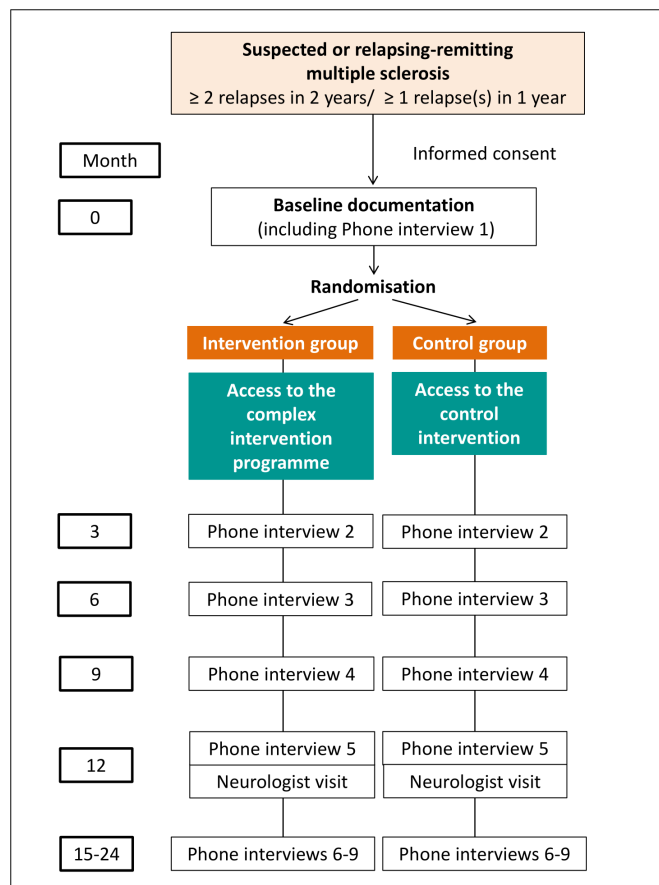 Suspected or relapsing-remitting
multiple sclerosis
≥ 2 relapses in 2 years/ ≥ 1 relapse(s) in 1 year
Informed consent
Month
0
Baseline documentation
(including Phone interview 1)
Randomisation
Intervention group
Control group
Access to the
complex
intervention
programme
Access to the
control
intervention
3
Phone interview 2
Phone interview 2
6
Phone interview 3
Phone interview 3
9
Phone interview 4
Phone interview 4
12
Phone interview 5
Neurologist visit
Phone interview 5
Neurologist visit
15-24
Phone interviews 6-9
Phone interviews 6-9